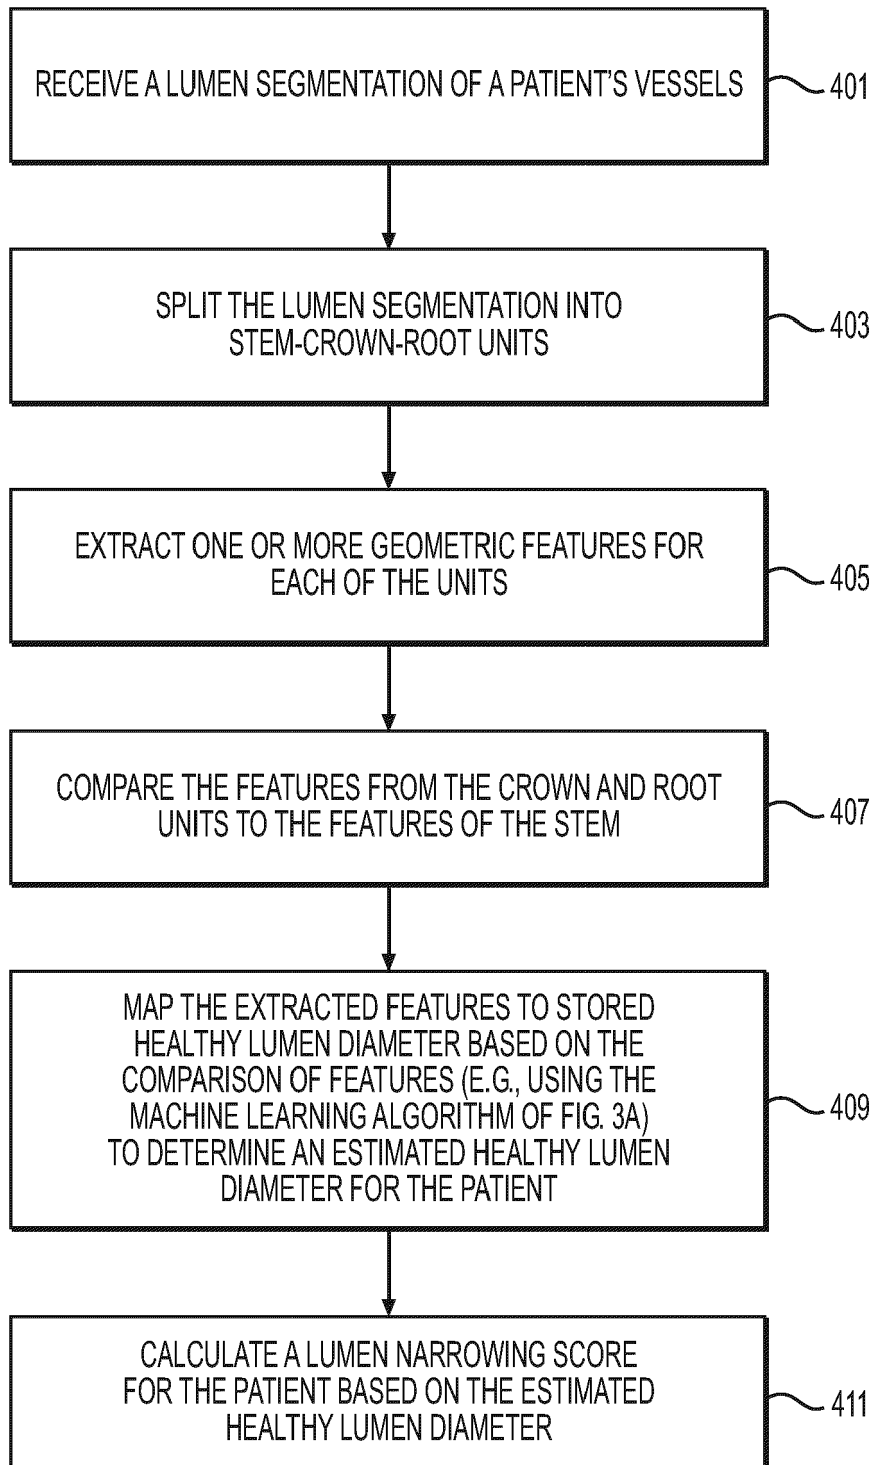 RECEIVE A LUMEN SEGMENTATION OF A PATIENT'S VESSELS
401
SPLIT THE LUMEN SEGMENTATION INTO
STEM-CROWN-ROOT UNITS
403
EXTRACT ONE OR MORE GEOMETRIC FEATURES FOR
EACH OF THE UNITS
405
COMPARE THE FEATURES FROM THE CROWN AND ROOT
UNITS TO THE FEATURES OF THE STEM
407
MAP THE EXTRACTED FEATURES TO STORED
HEALTHY LUMEN DIAMETER BASED ON THE
COMPARISON OF FEATURES (E.G., USING THE
MACHINE LEARNING ALGORITHM OF FIG. 3A)
TO DETERMINE AN ESTIMATED HEALTHY LUMEN
DIAMETER FOR THE PATIENT
409
CALCULATE A LUMEN NARROWING SCORE
FOR THE PATIENT BASED ON THE ESTIMATED
HEALTHY LUMEN DIAMETER
411